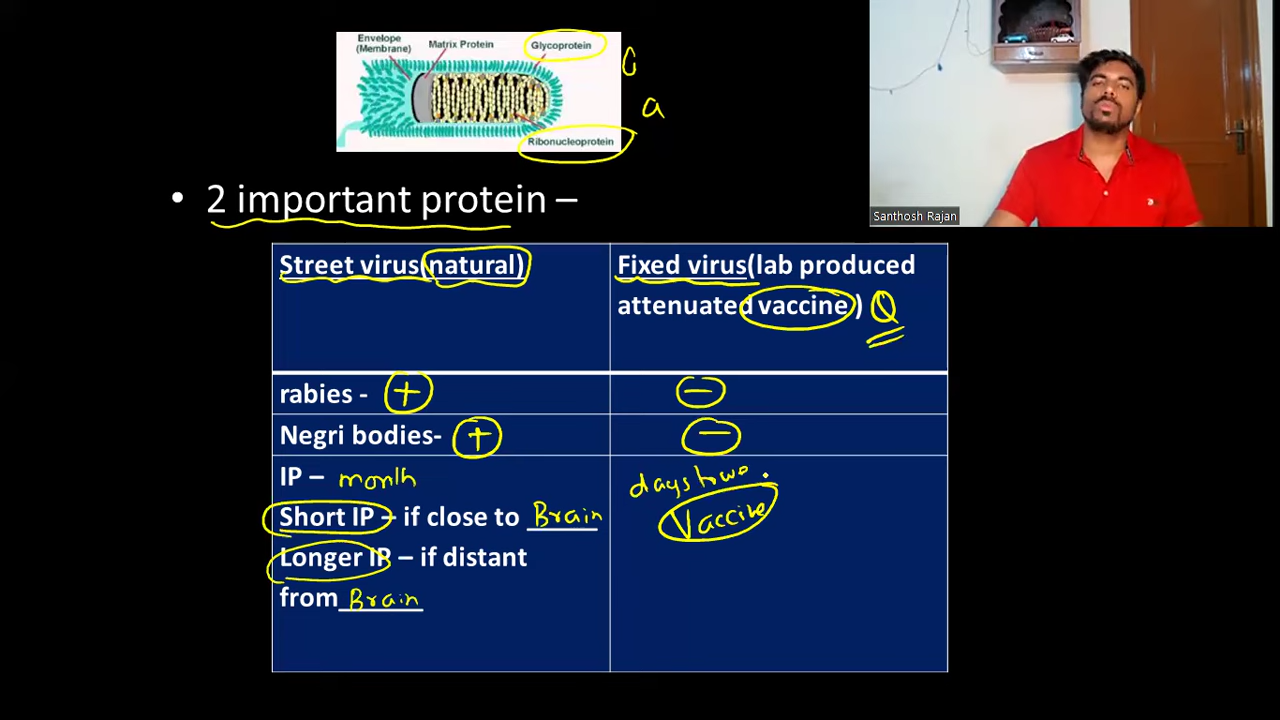 Envelope Matrix Protein Glycoprotein
(Membrane)
a
Ribonucleoprotein
Santhosh Rajan
• 2 important protein –
Street virus(natural)
Fixed virus(lab produced
attenuated vaccine ) Q
rabies - + −
Negri bodies- + −
IP – month
Short IP – if close to Brain
Longer IP – if distant
from Brain
days two
Vaccine